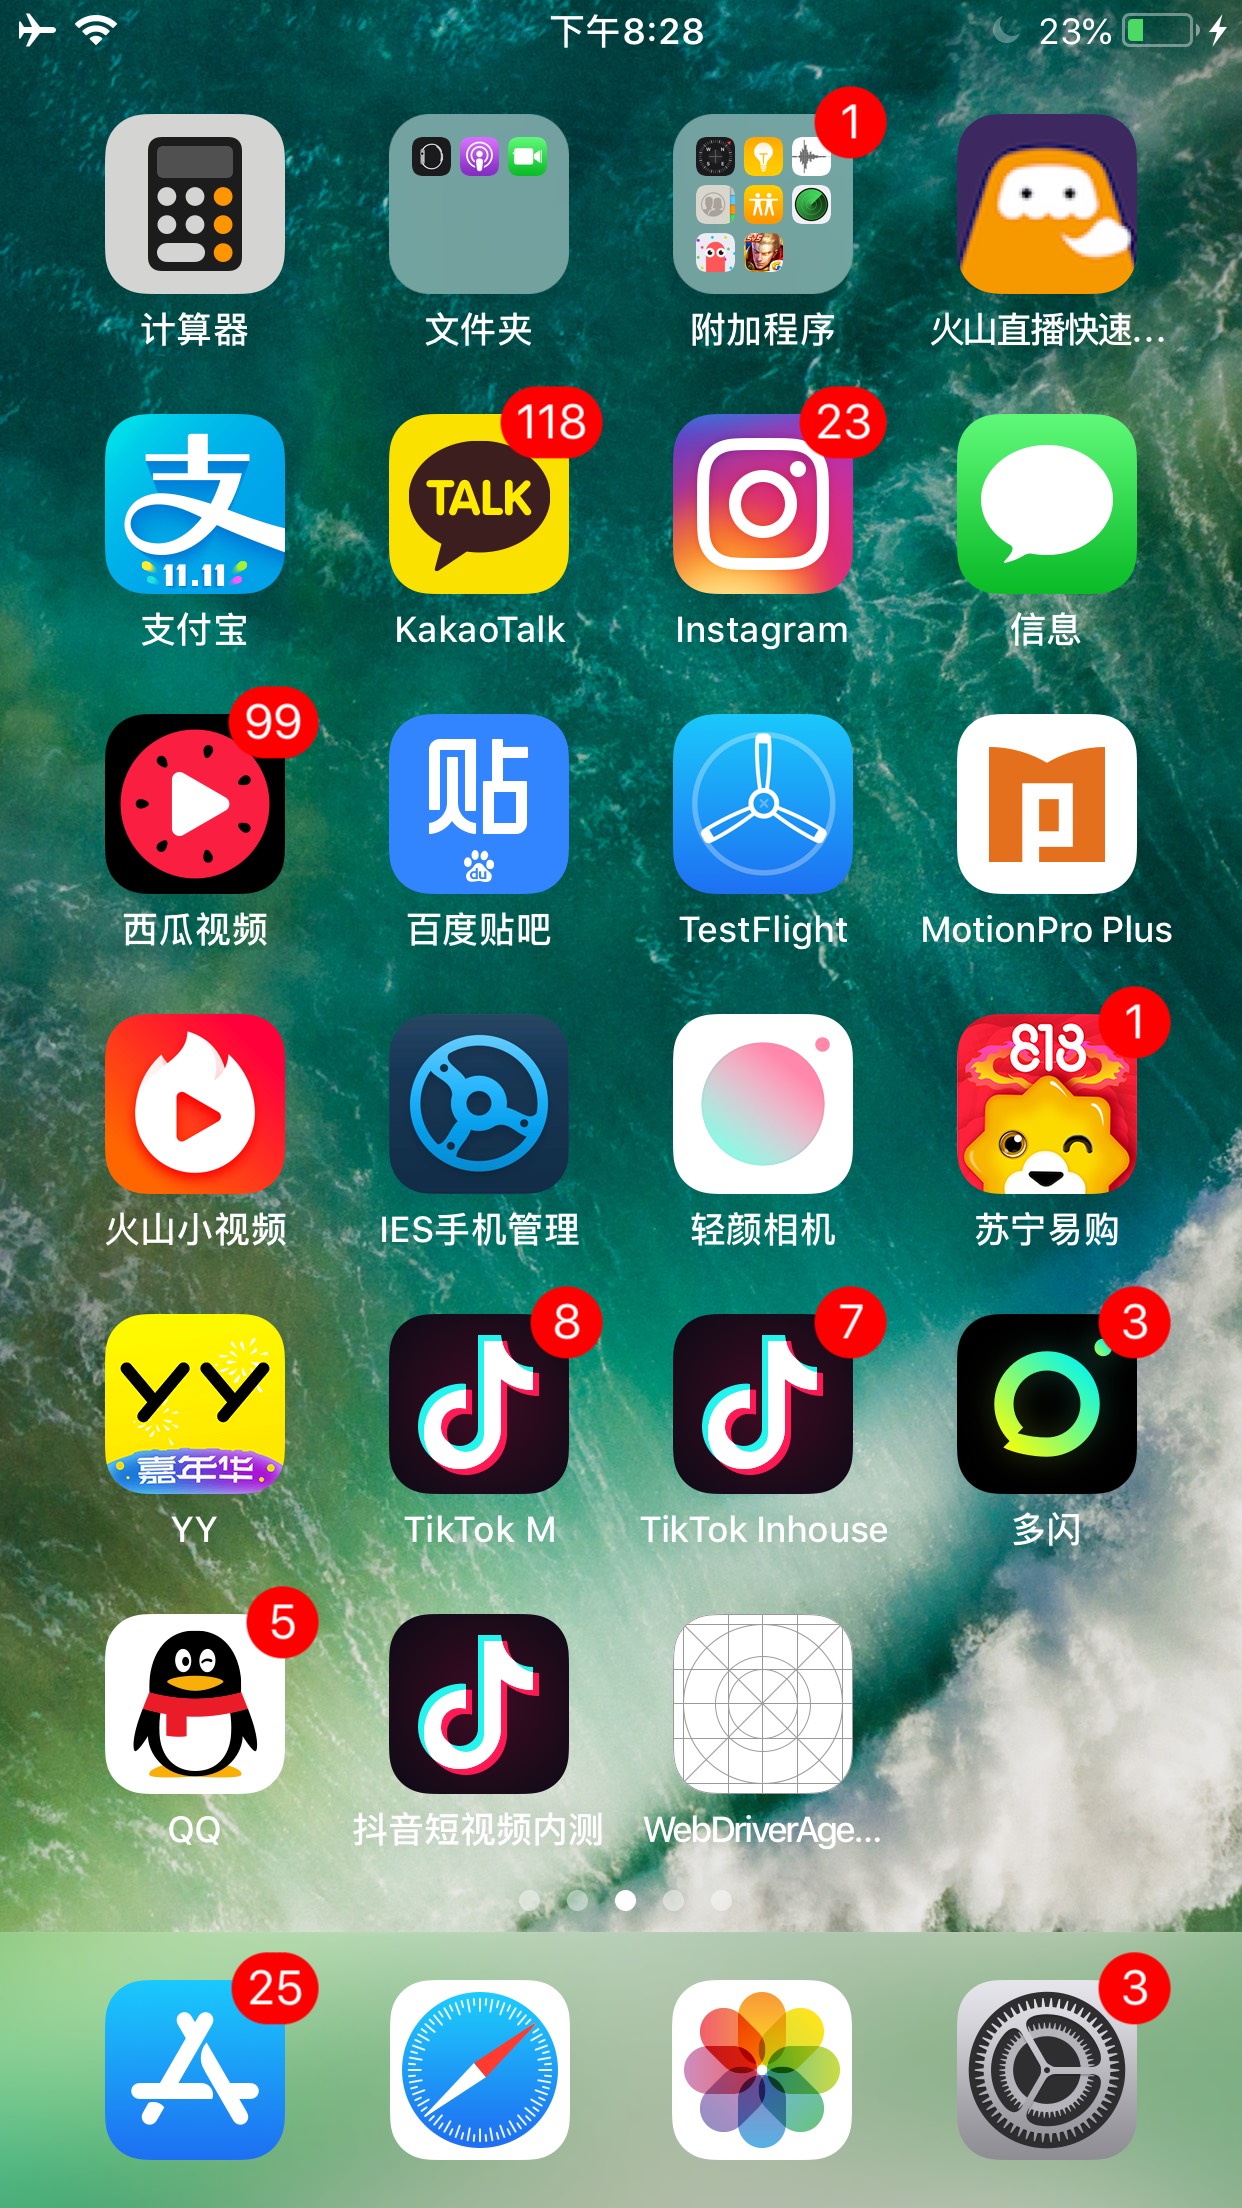 下午8:28
23%
1
计算器
文件夹
附加程序
火山直播快速...
118
23
支
TALK
11.11
支付宝
KakaoTalk
Instagram
信息
99
贴
du
西瓜视频
百度贴吧
TestFlight
MotionPro Plus
1
818
火山小视频
IES手机管理
轻颜相机
苏宁易购
8
7
3
YY
嘉年华
YY
TikTok M
TikTok Inhouse
多闪
5
QQ
抖音短视频内测
WebDriverAge...
25
3